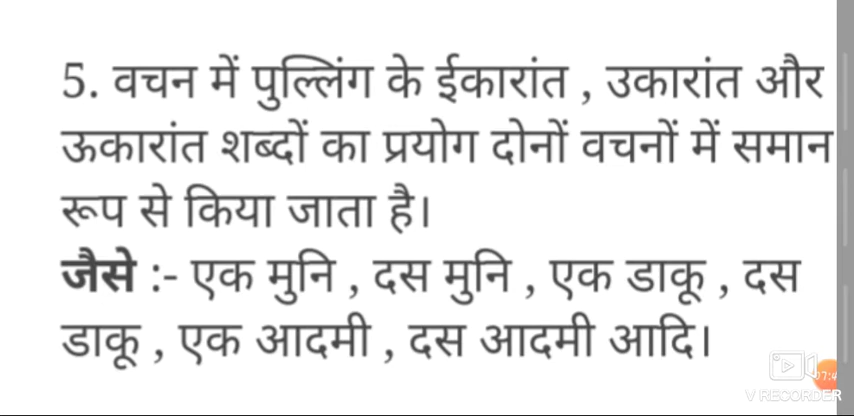 5. वचन में पुल्लिंग के ईकारांत , उकारांत और
ऊकारांत शब्दों का प्रयोग दोनों वचनों में समान
रूप से किया जाता है।
जैसे :- एक मुनि , दस मुनि , एक डाकू , दस
डाकू , एक आदमी , दस आदमी आदि।
V RECORDER